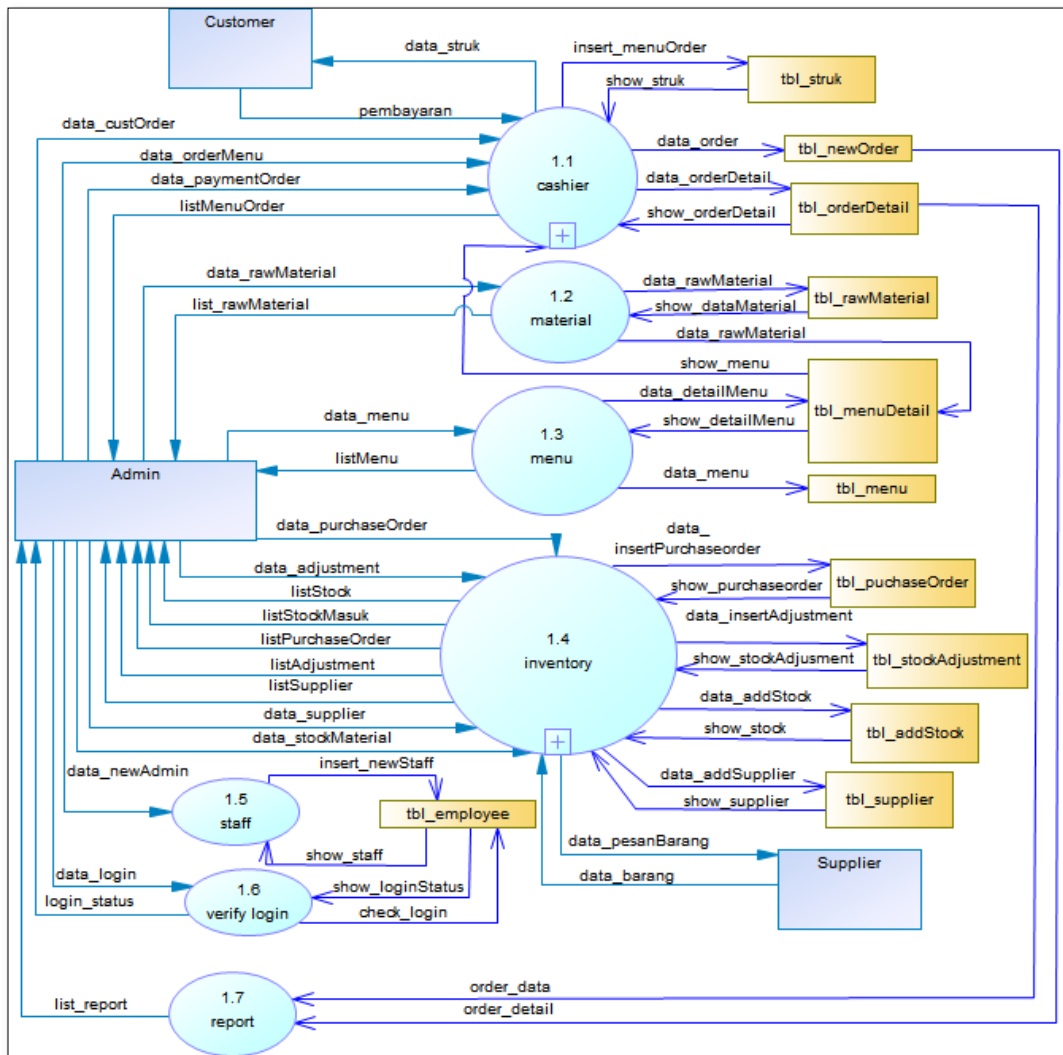 Customer
data_struk
insert_menuOrder
show_struk
tbl_struk
pembayaran
data_custOrder
data_orderMenu
data_paymentOrder
listMenuOrder
1.1
cashier
data_order
tbl_newOrder
data_orderDetail
show_orderDetail
tbl_orderDetail
data_rawMaterial
list_rawMaterial
1.2
material
data_rawMaterial
show_dataMaterial
tbl_rawMaterial
data_rawMaterial
show_menu
data_detailMenu
show_detailMenu
tbl_menuDetail
data_menu
listMenu
1.3
menu
data_menu
tbl_menu
Admin
data_purchaseOrder
data_adjustment
listStock
listStockMasuk
listPurchaseOrder
listAdjustment
listSupplier
data_supplier
data_stockMaterial
1.4
inventory
data_
insertPurchaseorder
show_purchaseorder
tbl_puchaseOrder
data_insertAdjustment
show_stockAdjusment
tbl_stockAdjustment
data_addStock
show_stock
tbl_addStock
data_addSupplier
show_supplier
tbl_supplier
data_newAdmin
insert_newStaff
1.5
staff
tbl_employee
show_staff
data_pesanBarang
data_barang
Supplier
data_login
login_status
1.6
verify login
show_loginStatus
check_login
list_report
1.7
report
order_data
order_detail